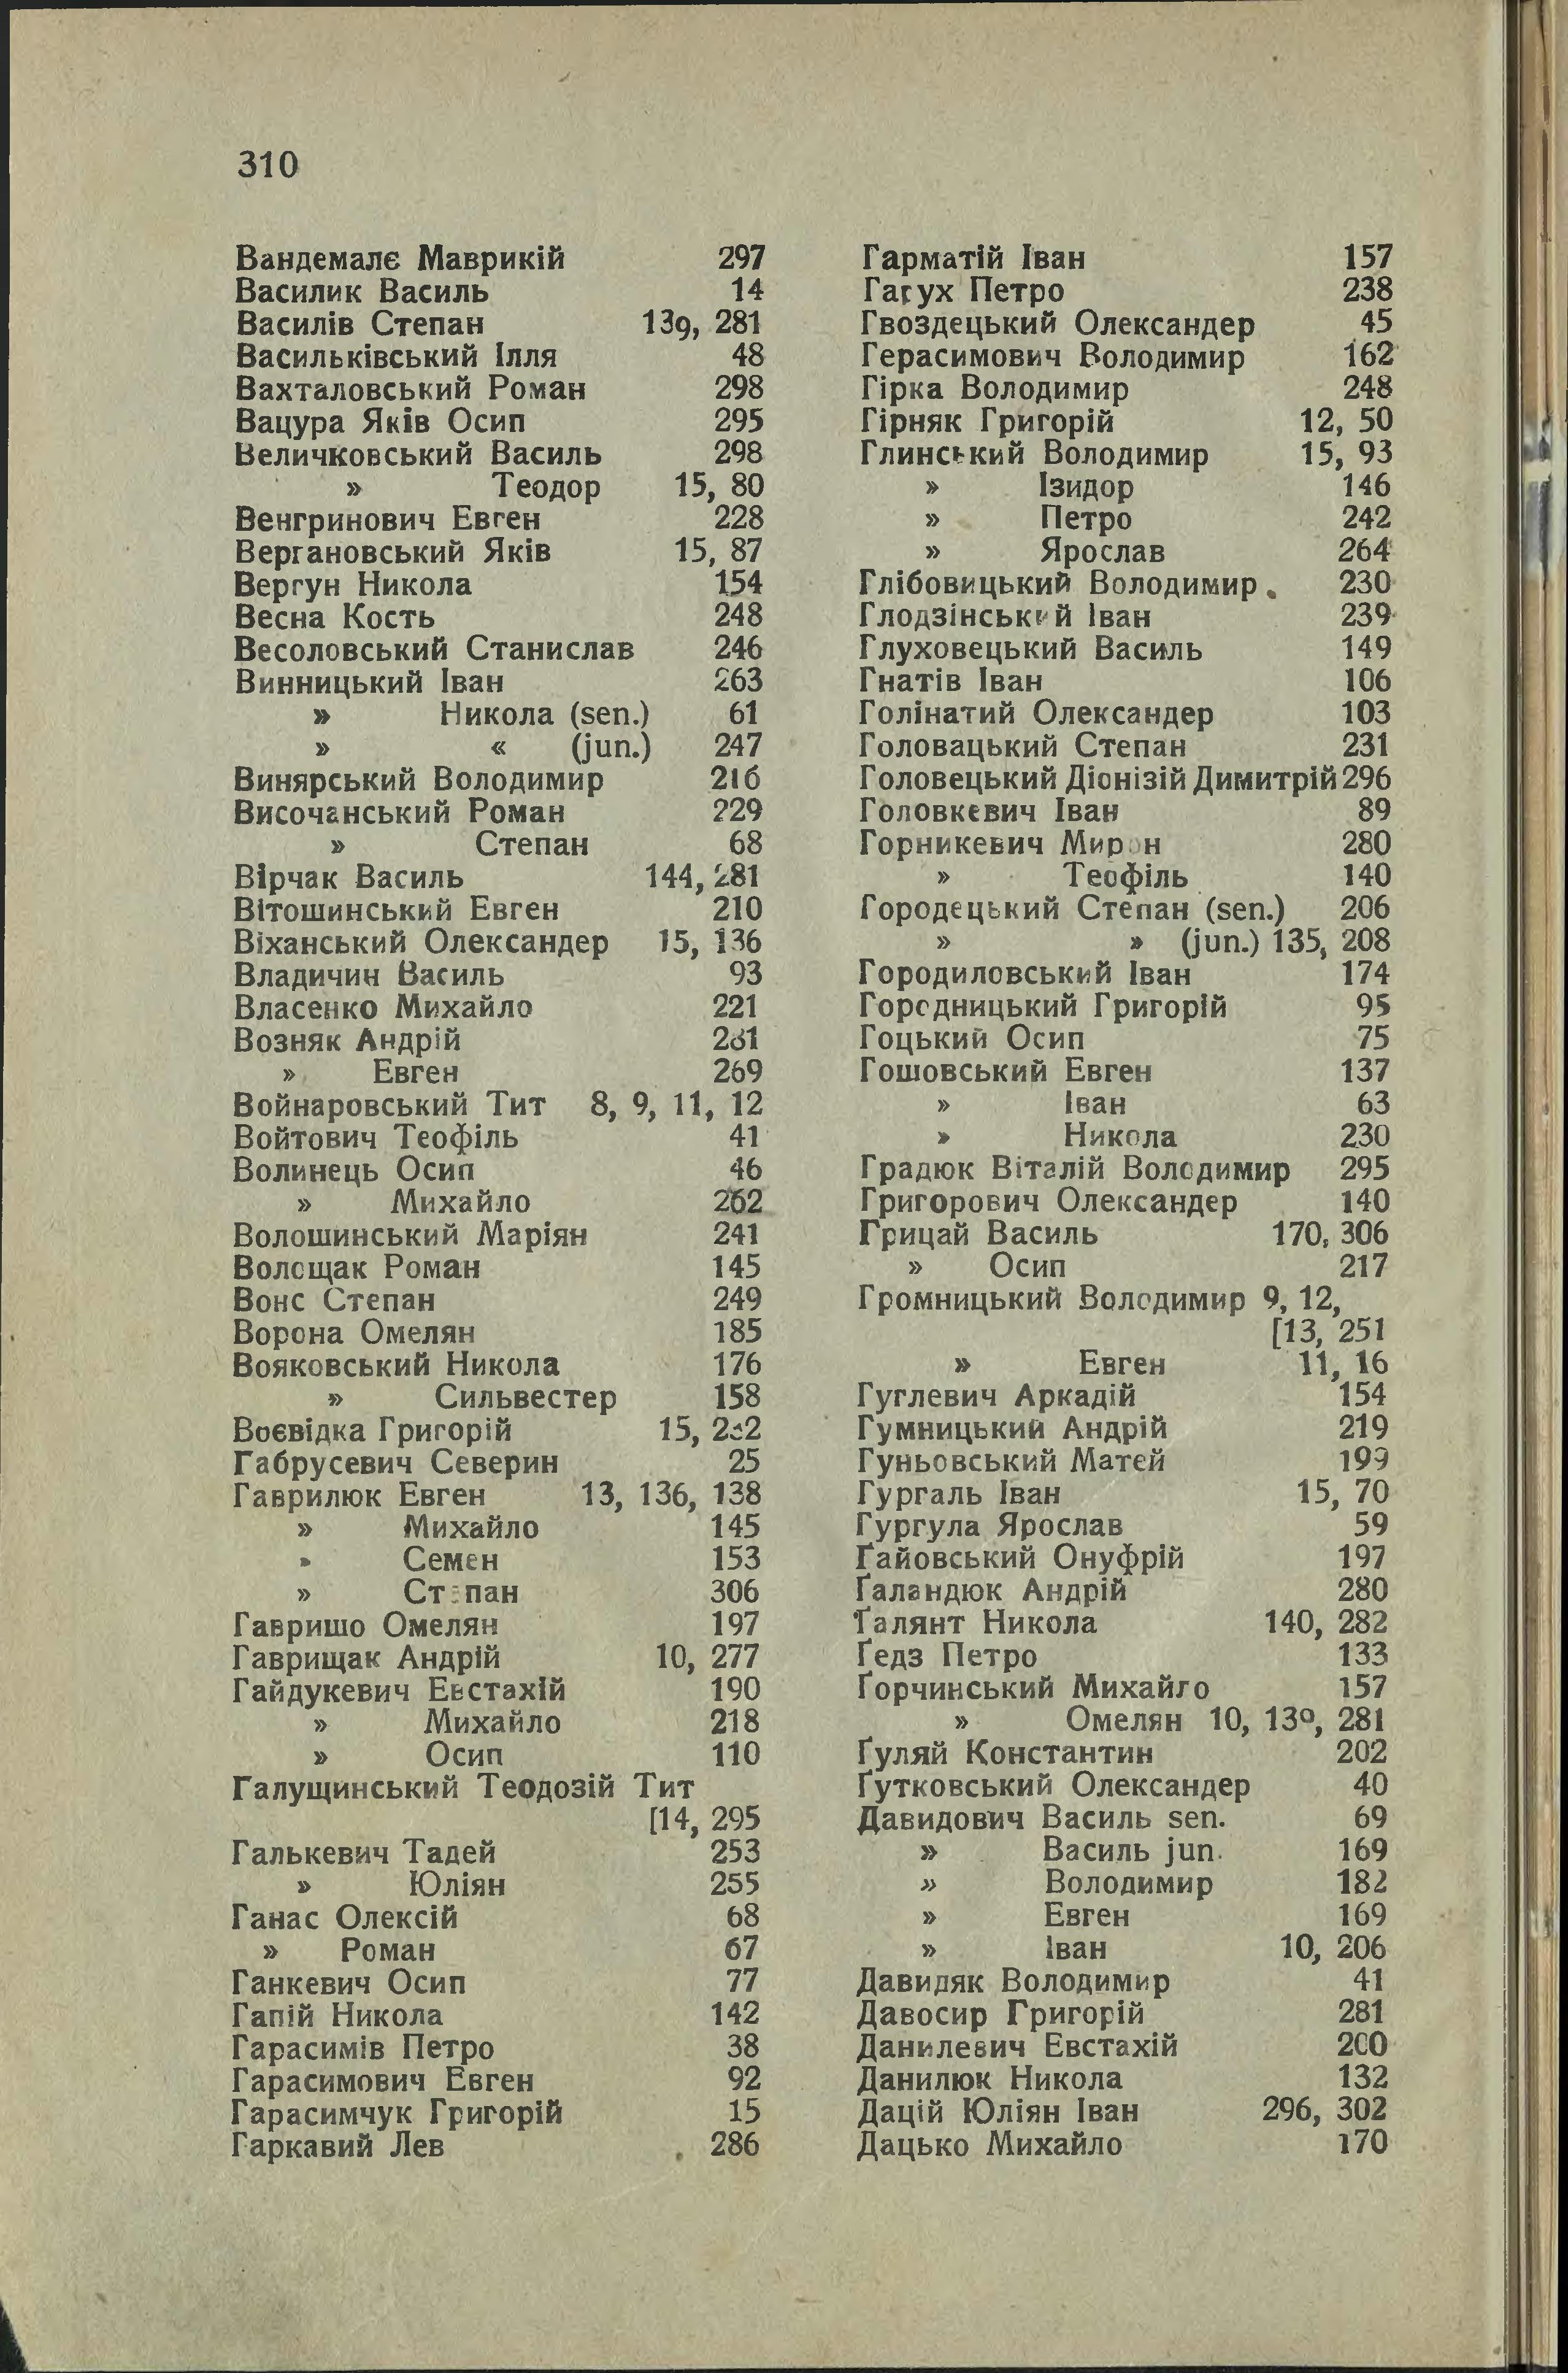 310
Вандемалє Маврикій 297
Василик Василь 14
Василів Степан 139, 281
Васильківський Ілля 48
Вахталовський Роман 298
Вацура Яків Осип 295
Величковський Василь 298
» Теодор 15, 80
Венгринович Евген 228
Вергановський Яків 15, 87
Вергун Никола 154
Весна Кость 248
Весоловський Станислав 246
Винницький Іван 263
» Никола (sen.) 61
» « (jun.) 247
Винярський Володимир 216
Височанський Роман 229
» Степан 68
Вірчак Василь 144, 281
Вітошинський Евген 210
Віханський Олександер 15, 136
Владичин Василь 93
Власенко Михайло 221
Возняк Андрій
» Евген 269
Войнаровський Тит 8, 9, 11, 12
Войтович Теофіль 41
Волинець Осип 46
» Михайло 262
Волошинський Маріян 241
Волощак Роман 145
Вонс Степан 249
Ворона Омелян 185
Вояковський Никола 176
» Сильвестер 158
Воєвідка Григорій 15,
Габрусевич Северин 25
Гаврилюк Евген 13, 136, 138
» Михайло 145
» Семен 153
» Степан 306
Гавришо Омелян 197
Гаврищак Андрій 10, 277
Гайдукевич Евстахій 190
» Михайло 218
» Осип 110
Галущинський Теодозій Тит
[14, 295
Галькевич Тадей 253
» Юліян 255
Ганас Олексій 68
» Роман 67
Ганкевич Осип 77
Гапій Никола 142
Гарасимів Петро 38
Гарасимович Евген 92
Гарасимчук Григорій 15
Гаркавий Лев 286
Гарматій Іван 157
Гатух Петро 238
Гвоздецький Олександер 45
Герасимович Володимир 162
Гірка Володимир 248
Гірняк Григорій 12, 50
Глинський Володимир 15, 93
» Ізидор 146
» Петро 242
» Ярослав 264
Глібовицький Володимир 230
Глодзінський Іван 239
Глуховецький Василь 149
Гнатів Іван 106
Голінатий Олександер 103
Головацький Степан 231
Головецький Діонізій Димитрій 296
Головкевич Іван 89
Горникевич Мирон 280
» Теофіль 140
Городецький Степан (sen.) 206
» » (jun.) 135, 208
Городиловський Іван 174
Городницький Григорій 95
Гоцький Осип 75
Гошовський Евген 137
» Іван 63
» Никола 230
Градюк Віталій Володимир 295
Григорович Олександер 140
Грицай Василь 170, 306
» Осип 217
Громницький Володимир 9, 12,
[13, 251
» Евген 11, 16
Гуглевич Аркадій 154
Гумницький Андрій 219
Гуньовський Матей 199
Гургаль Іван 15, 70
Гургула Ярослав 59
Ґайовський Онуфрій 197
Ґаландюк Андрій 280
Ґалянт Никола 140, 282
Ґедз Петро 133
Ґорчинський Михайло 157
» Омелян 10, 281
Ґуляй Константин 202
Ґутковський Олександер 40
Давидович Василь sen. 69
» Василь jun. 169
» Володимир 182
» Евген 169
» Іван 10, 206
Давидяк Володимир 41
Давосир Григорій 281
Данилевич Евстахій 200
Данилюк Никола 132
Дацій Юліян Іван 296, 302
Дацько Михайло 170